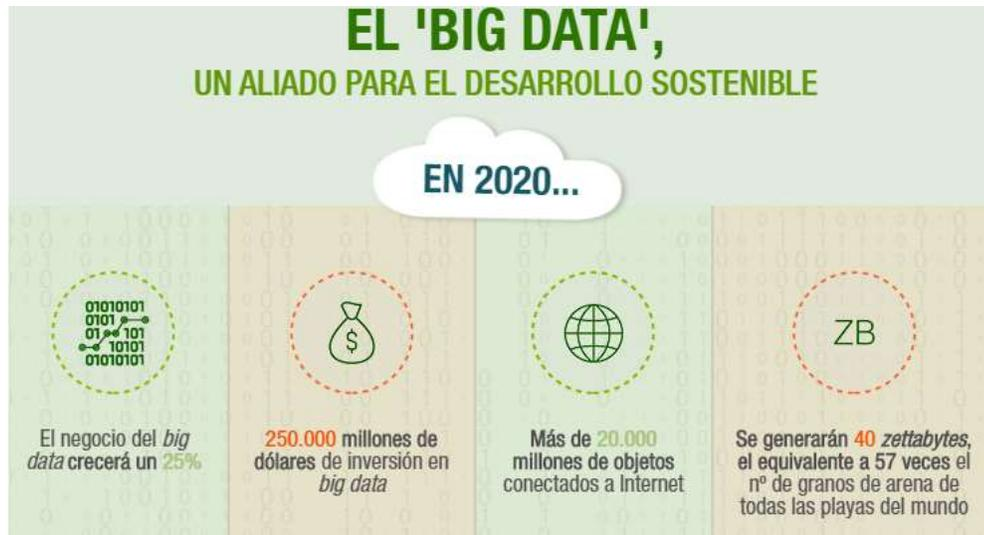 EL 'BIG DATA',
UN ALIADO PARA EL DESARROLLO SOSTENIBLE
EN 2020...
01010101
0101
01 101
10101
01010101
El negocio del big
data crecerá un 25%
$
250.000 millones de
dólares de inversión en
big data
Más de 20.000
millones de objetos
conectados a Internet
ZB
Se generarán 40 zettabytes,
el equivalente a 57 veces el
nº de granos de arena de
todas las playas del mundo